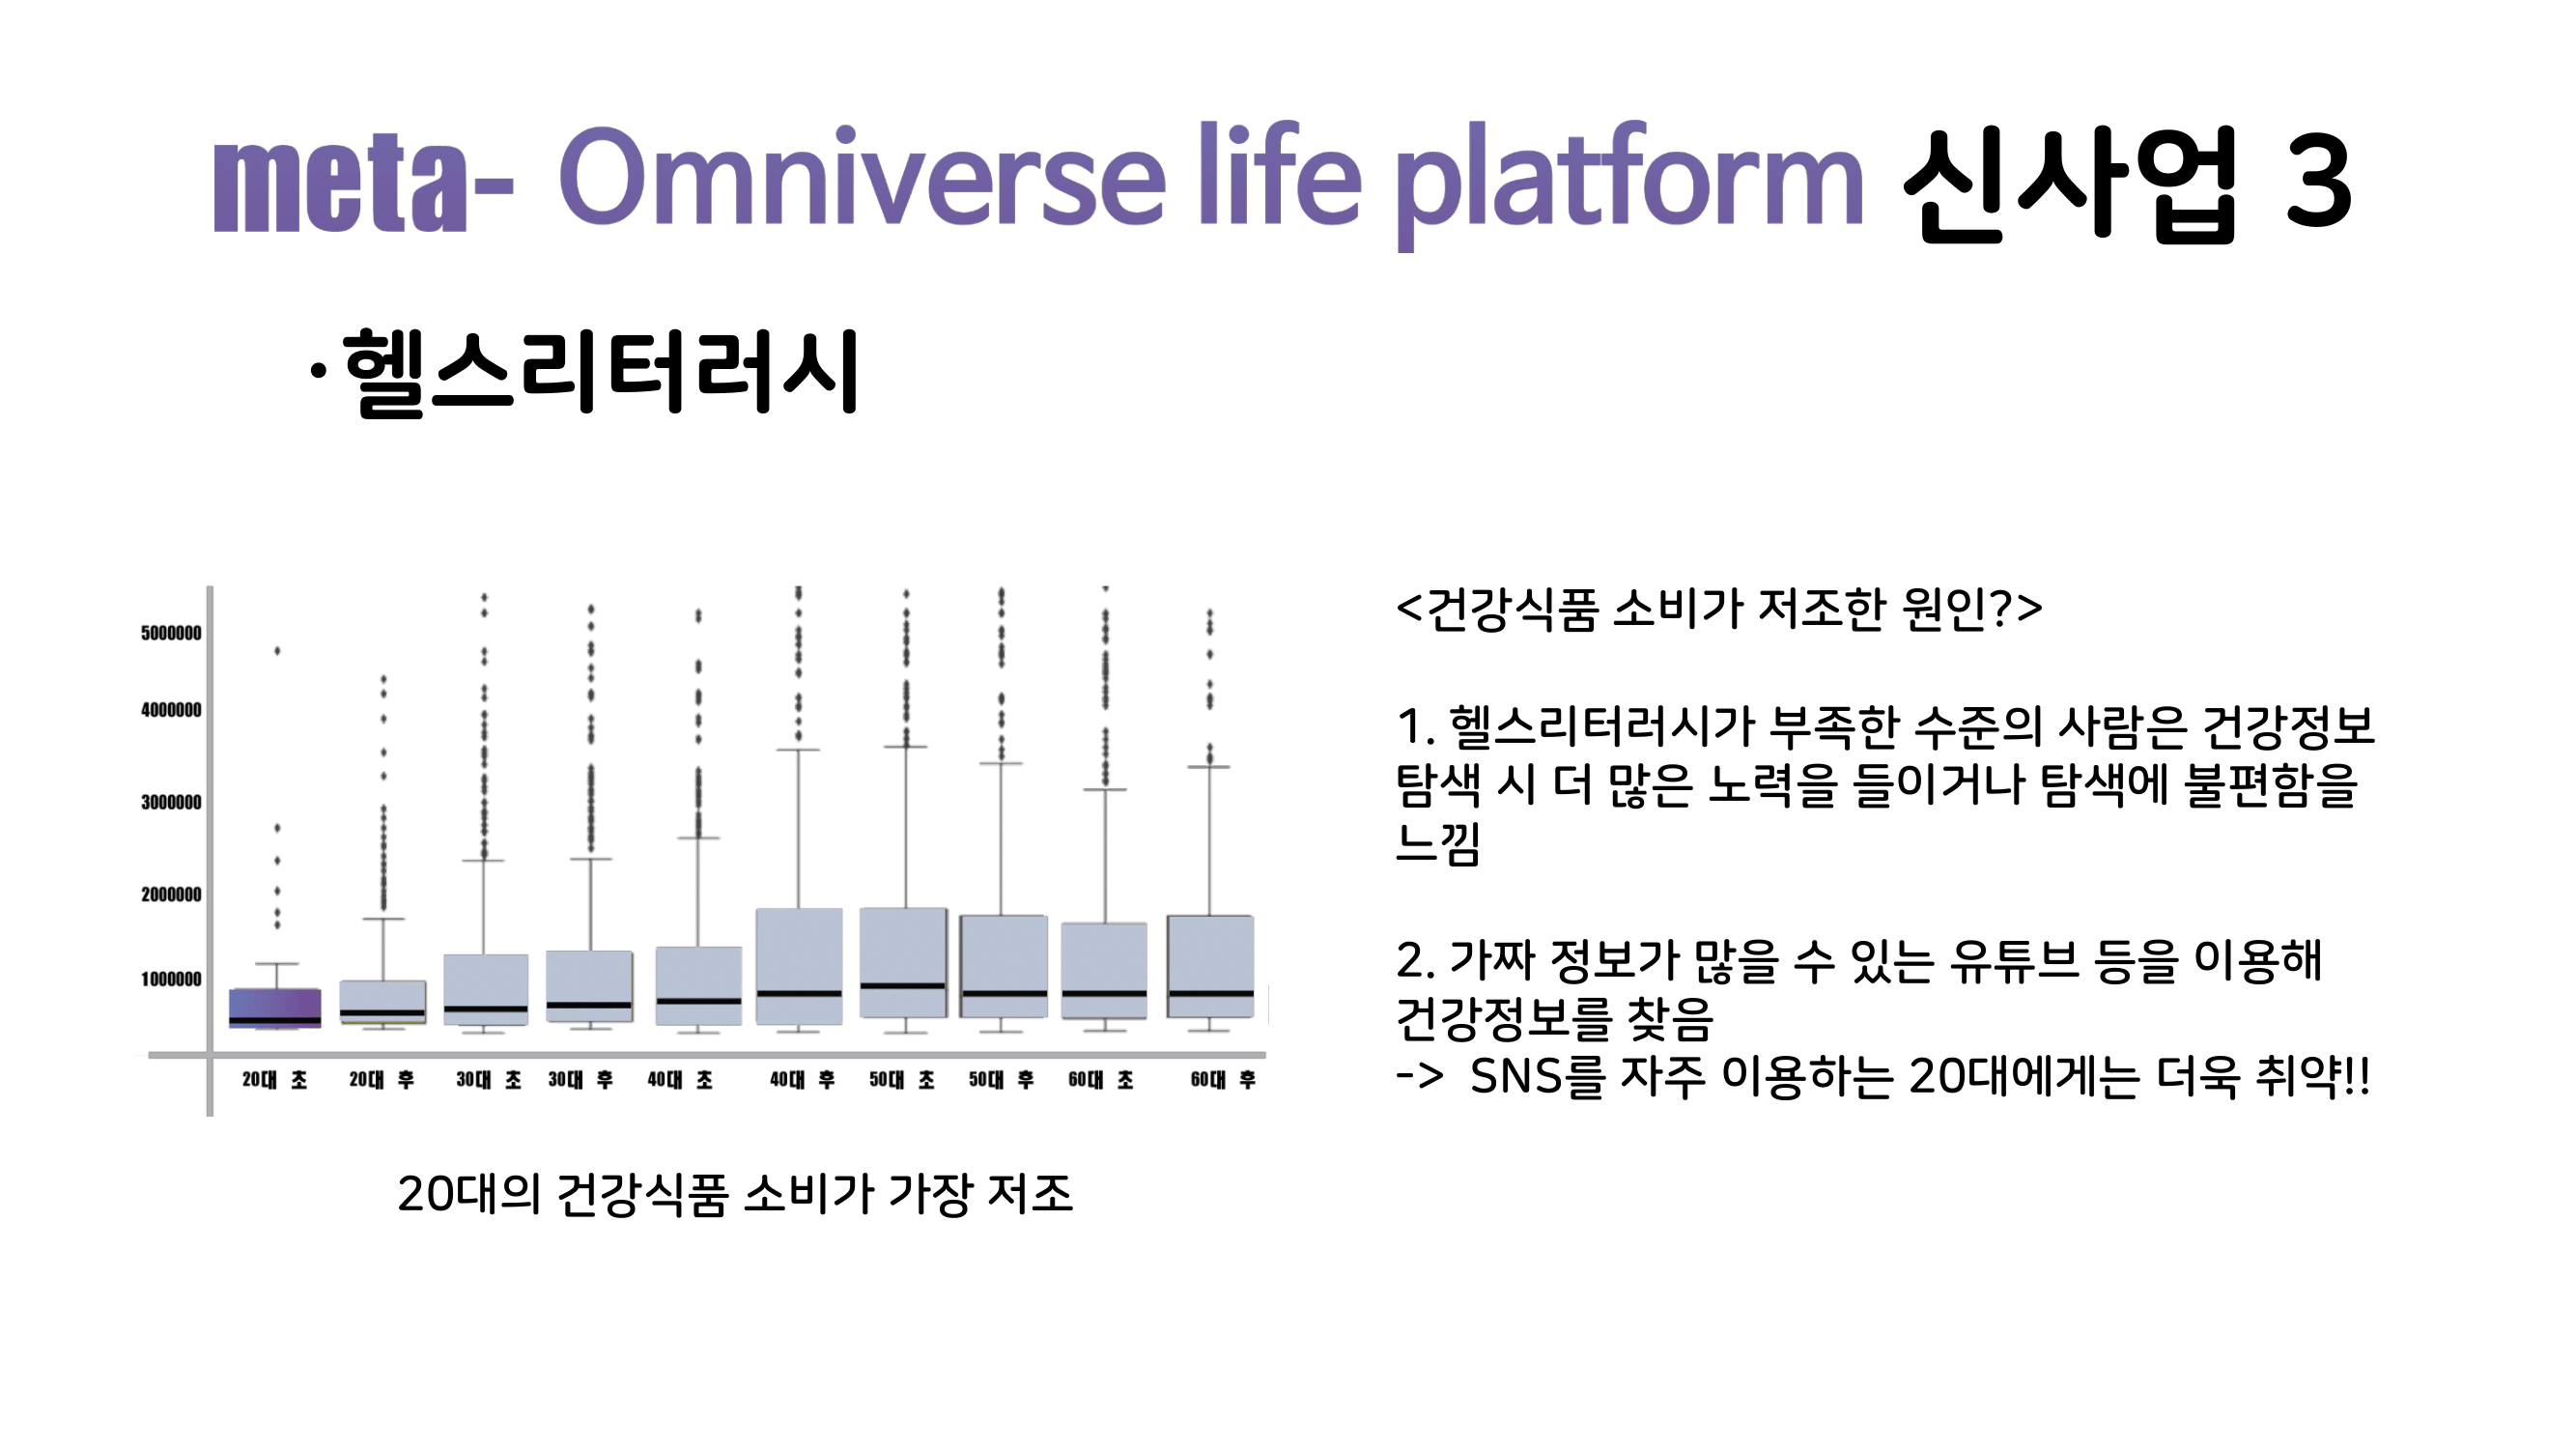 meta- Omniverse life platform 신사업 3
·헬스리터러시
5000000
4000000
3000000
2000000
1000000
20대 초 20대 후 30대 초 30대 후 40대 초 40대 후 50대 초 50대 후 60대 초 60대 후
20대의 건강식품 소비가 가장 저조
<건강식품 소비가 저조한 원인?>
1. 헬스리터러시가 부족한 수준의 사람은 건강정보
탐색 시 더 많은 노력을 들이거나 탐색에 불편함을
느낌
2. 가짜 정보가 많을 수 있는 유튜브 등을 이용해
건강정보를 찾음
-> SNS를 자주 이용하는 20대에게는 더욱 취약!!